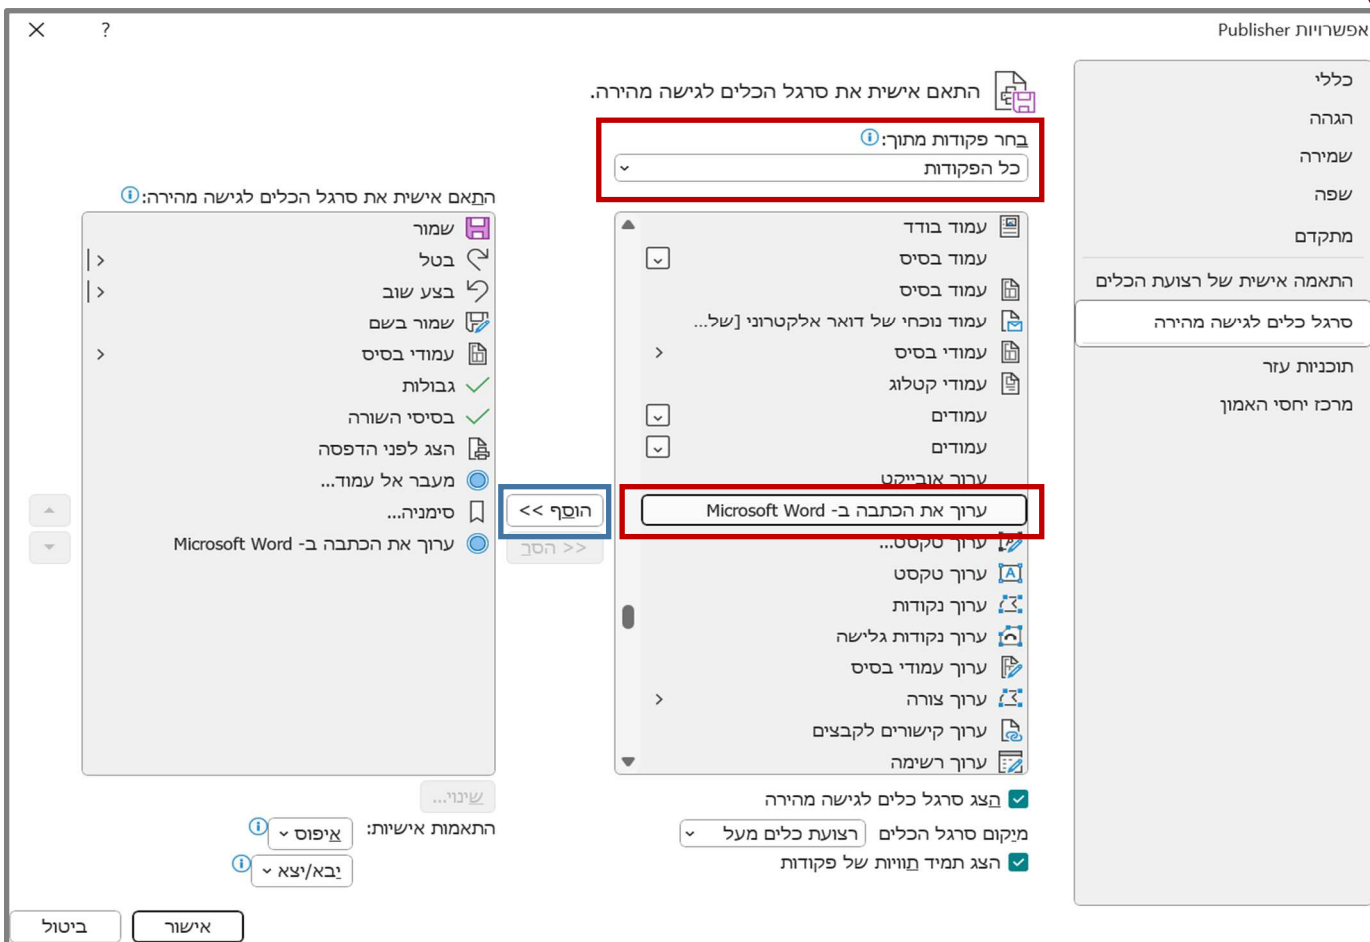 אפשרויות Publisher
?
כללי
הגהה
שמירה
שפה
מתקדם
התאמה אישית של רצועת הכלים
סרגל כלים לגישה מהירה
תוכניות עזר
מרכז יחסי האמון
התאם אישית את סרגל הכלים לגישה מהירה.
בחר פקודות מתוך:
כל הפקודות
עמוד בודד
עמוד בסיס
עמוד בסיס
עמוד נוכחי של דואר אלקטרוני [של...
עמודי בסיס
עמודי קטלוג
עמודים
עמודים
ערוך אובייקט
ערוך את הכתבה ב- Microsoft Word
ערוך טקסט...
ערוך טקסט
ערוך נקודות
ערוך נקודות גלישה
ערוך עמודי בסיס
ערוך צורה
ערוך קישורים לקבצים
ערוך רשימה
הצג סרגל כלים לגישה מהירה
מיקום סרגל הכלים רצועת כלים מעל
הצג תמיד תוויות של פקודות
הוסף >>
<< הסר
התאם אישית את סרגל הכלים לגישה מהירה:
שמור
בטל
בצע שוב
שמור בשם
עמודי בסיס
גבולות
בסיסי השורה
הצג לפני הדפסה
מעבר אל עמוד...
סימניה...
ערוך את הכתבה ב- Microsoft Word
שינוי...
התאמות אישיות: איפוס
יבא/יצא
אישור ביטול